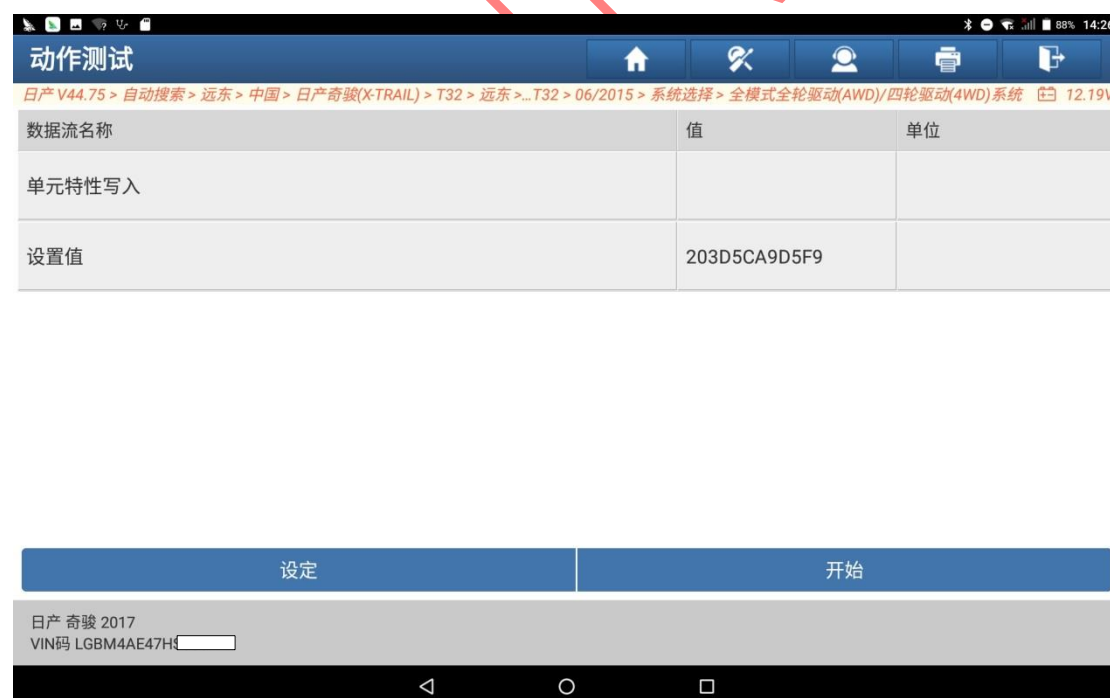 88% 14:26
动作测试
日产 V44.75 > 自动搜索 > 远东 > 中国 > 日产奇骏(X-TRAIL) > T32 > 远东 >...T32 > 06/2015 > 系统选择 > 全模式全轮驱动(AWD)/四轮驱动(4WD)系统 12.19V
数据流名称 值 单位
单元特性写入
设置值 203D5CA9D5F9
设定 开始
日产 奇骏 2017
VIN码 LGBM4AE47H